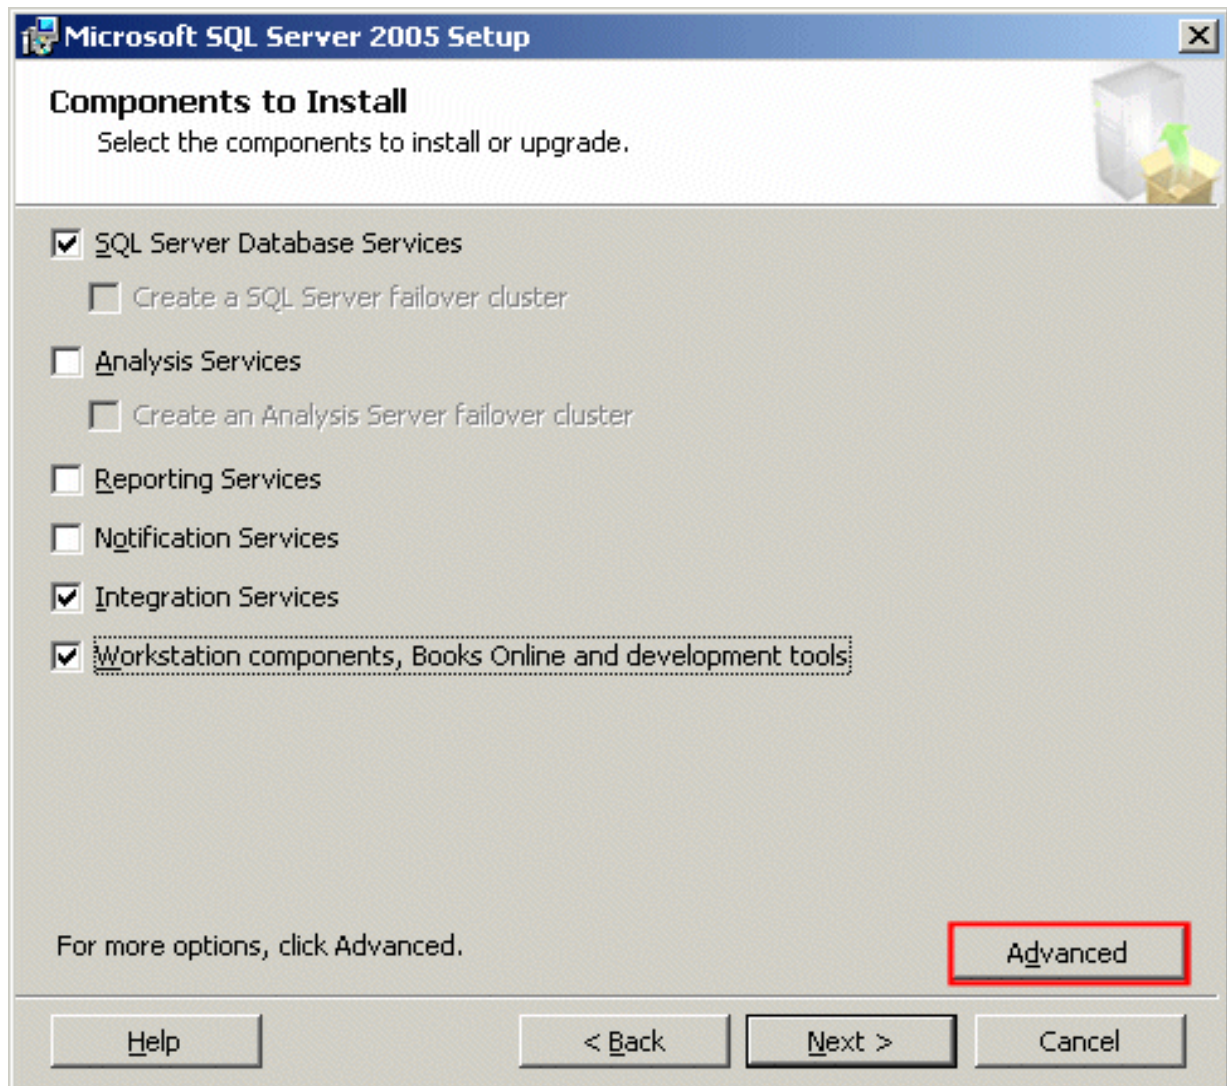 Microsoft SQL Server 2005 Setup
Components to Install
Select the components to install or upgrade.
SQL Server Database Services
Create a SQL Server failover cluster
Analysis Services
Create an Analysis Server failover cluster
Reporting Services
Notification Services
Integration Services
Workstation components, Books Online and development tools
For more options, click Advanced.
Advanced
Help
< Back
Next >
Cancel